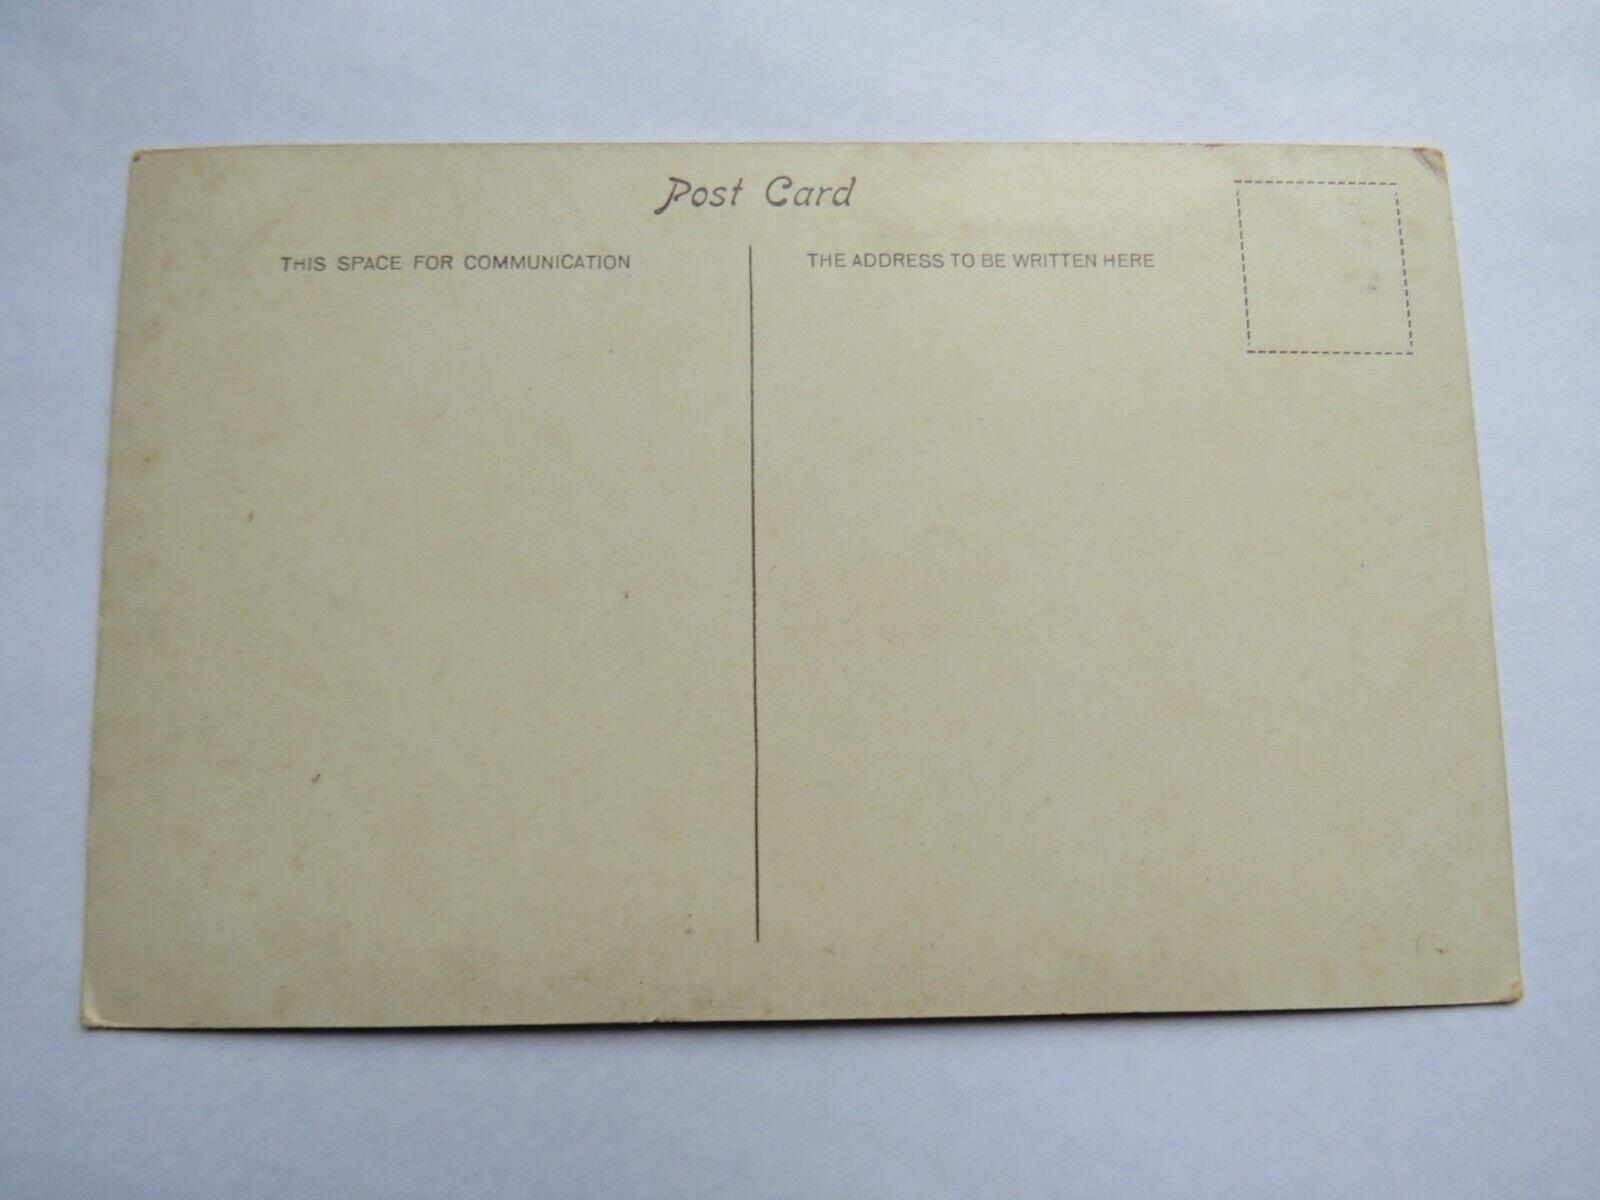 Post Card
THIS SPACE FOR COMMUNICATION
THE ADDRESS TO BE WRITTEN HERE